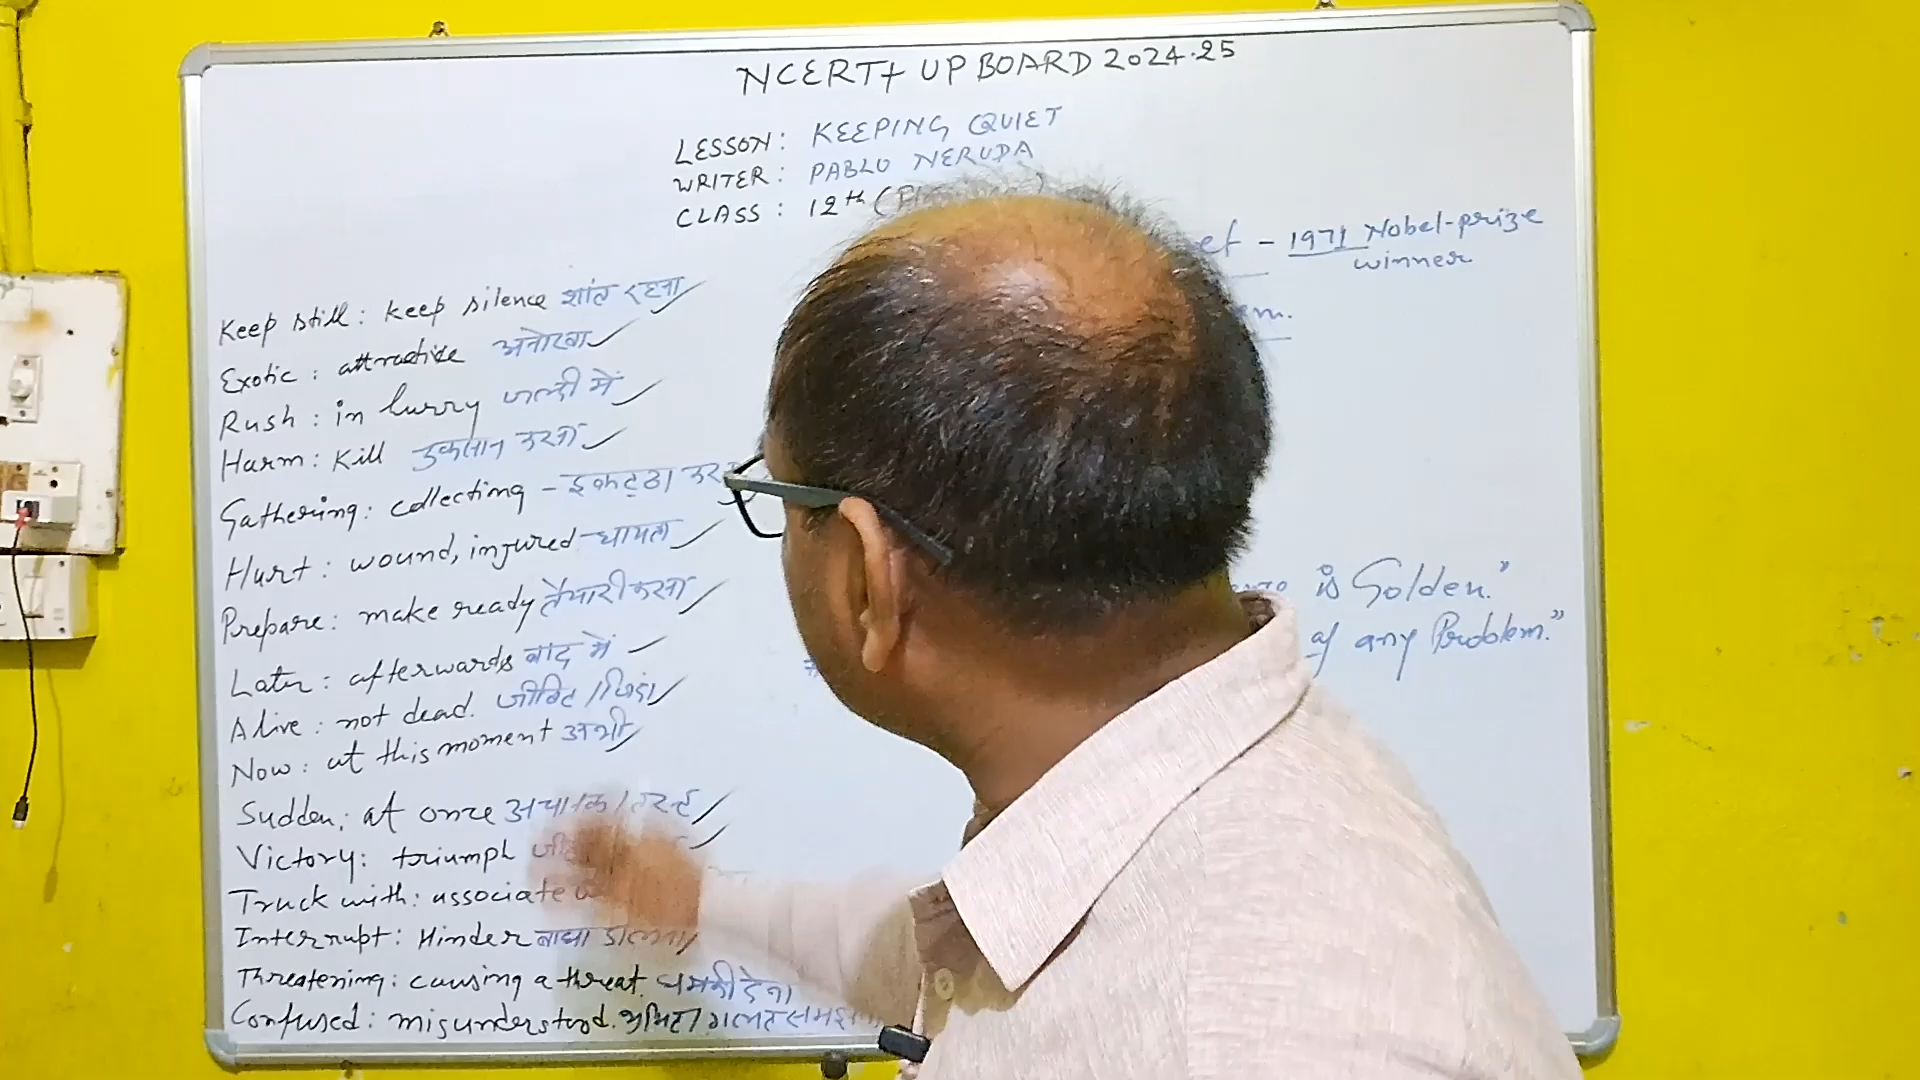 NCERT+ UP BOARD 2024-25
LESSON: KEEPING QUIET
WRITER: PABLO NERUDA
CLASS: 12th
1971 Nobel-prize
winner
Keep still: keep silence शांत रहना
Exotic: attractive अनोखा
Rush: in hurry जल्दी में
Harm: Kill नुकसान करना
Gathering: collecting - इकट्ठा
Hurt: wound, injured - घायल
Prepare: make ready तैयारी करना
Later: afterwards बाद में
Alive: not dead. जीवित / जिंदा
Now: at this moment अभी
Sudden: at once अचानक / तुरन्त
Victory: triumph
Truck with: associate
Interrupt: Hinder बाधा डालना
Threatening: causing a threat. धमकी देना
Confused: misunderstood. भ्रमित / गलत
is Golden."
of any Problem."